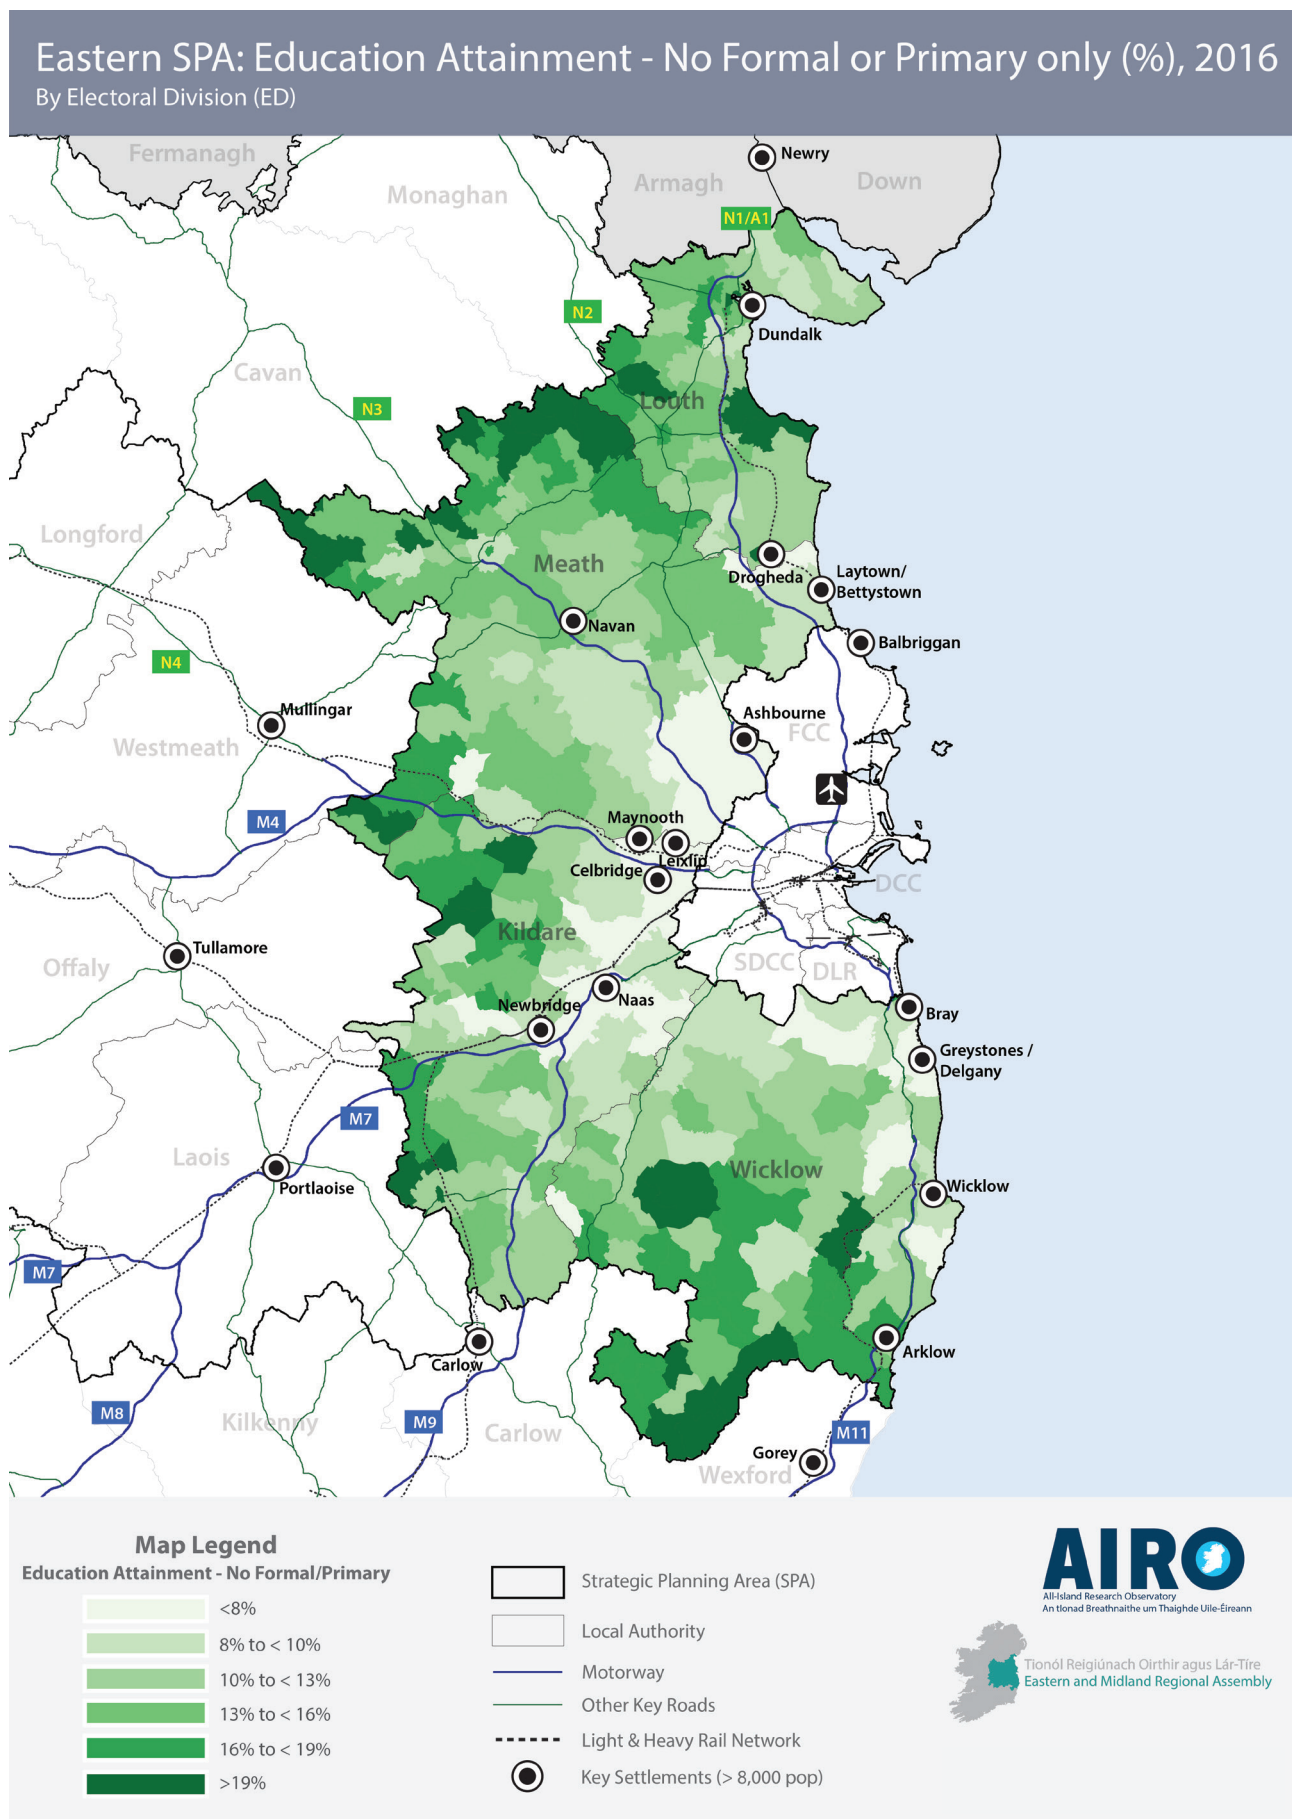 Eastern SPA: Education Attainment - No Formal or Primary only (%), 2016
By Electoral Division (ED)
Fermanagh
Newry
Monaghan
Armagh
Down
N1/A1
N2
Dundalk
Cavan
N3
Louth
Longford
Meath
Drogheda
Laytown/
Bettystown
Navan
Balbriggan
N4
Mullingar
Ashbourne
FCC
Westmeath
M4
Maynooth
Leixlip
Celbridge
DCC
Kildare
Tullamore
Offaly
SDCC
DLR
Newbridge
Naas
Bray
Greystones /
Delgany
M7
Laois
Wicklow
Portlaoise
Wicklow
M7
Carlow
Arklow
M8
Kilkenny
M9
Carlow
M11
Gorey
Wexford
Map Legend
Education Attainment - No Formal/Primary
<8%
8% to < 10%
10% to < 13%
13% to < 16%
16% to < 19%
>19%
Strategic Planning Area (SPA)
Local Authority
Motorway
Other Key Roads
Light & Heavy Rail Network
Key Settlements (> 8,000 pop)
AIRO
All-Island Research Observatory
An tIonad Breathnaithe um Thaighde Uile-Éireann
Tionól Reigiúnach Oirthir agus Lár-Tíre
Eastern and Midland Regional Assembly